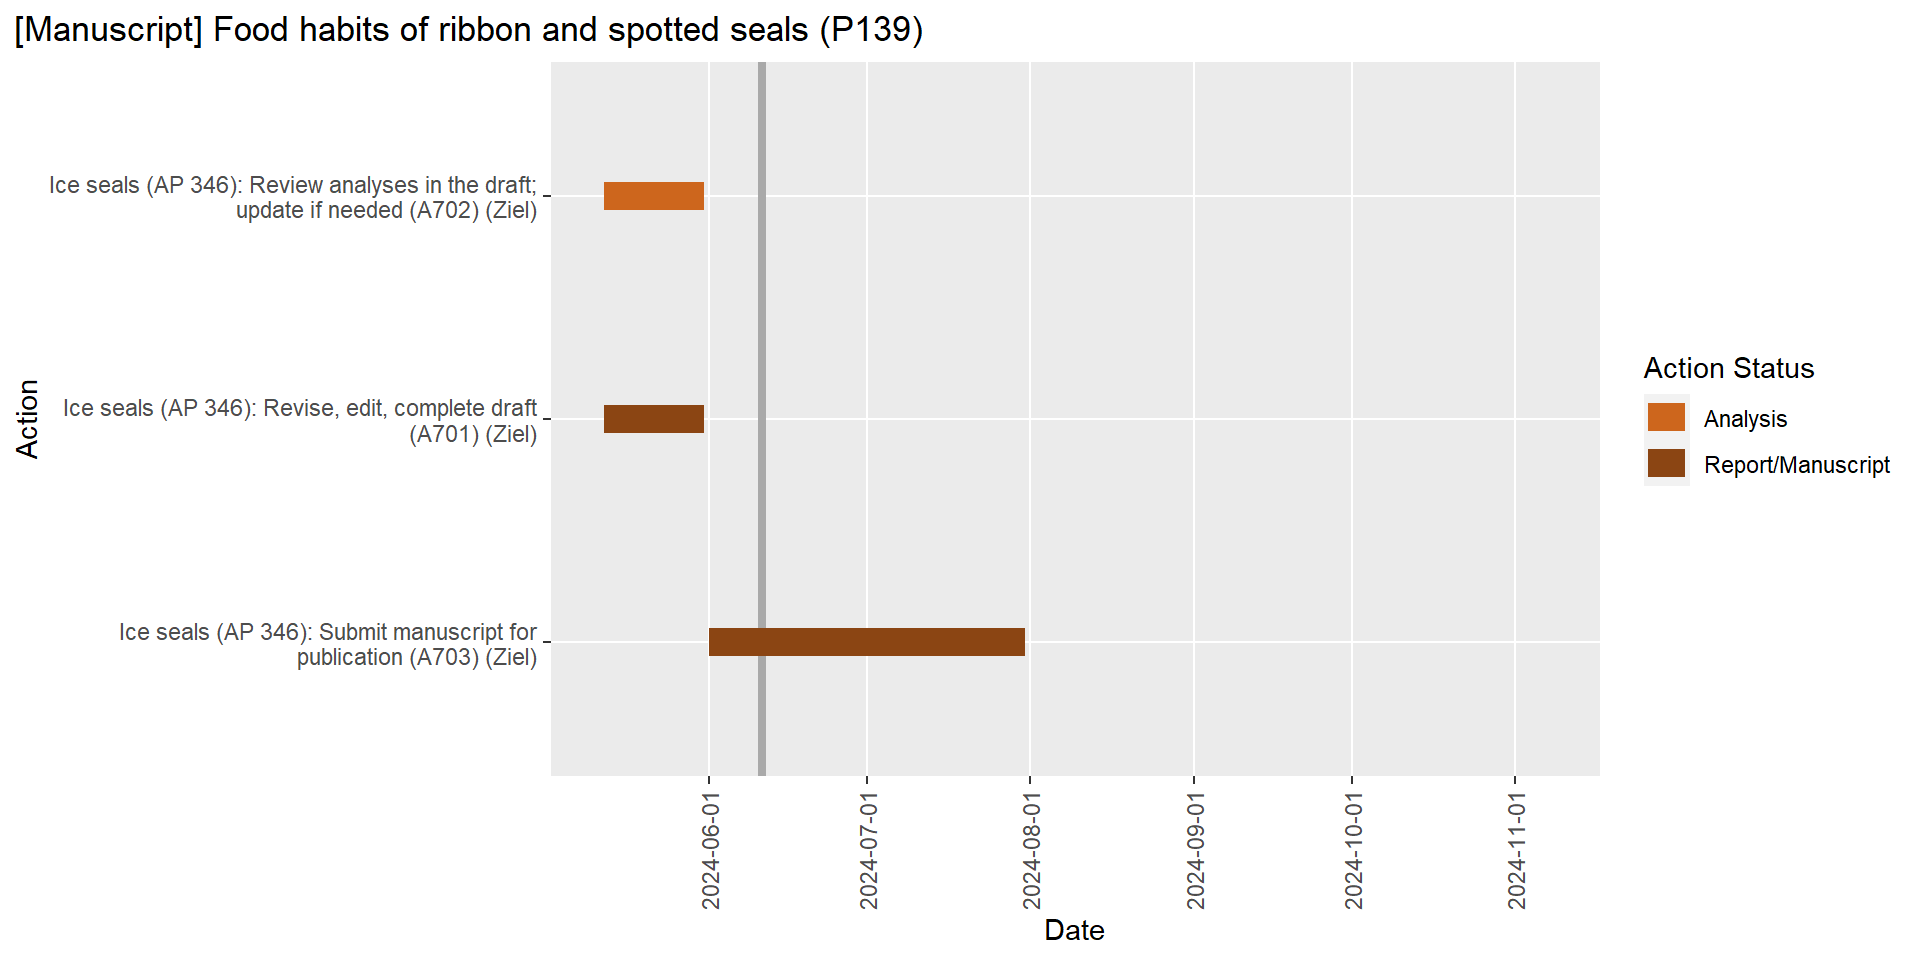 [Manuscript] Food habits of ribbon and spotted seals (P139)
Ice seals (AP 346): Review analyses in the draft;
update if needed (A702) (Ziel)
Ice seals (AP 346): Revise, edit, complete draft
(A701) (Ziel)
Ice seals (AP 346): Submit manuscript for
publication (A703) (Ziel)
Action
2024-06-01
2024-07-01
2024-08-01
2024-09-01
2024-10-01
2024-11-01
Date
Action Status
Analysis
Report/Manuscript